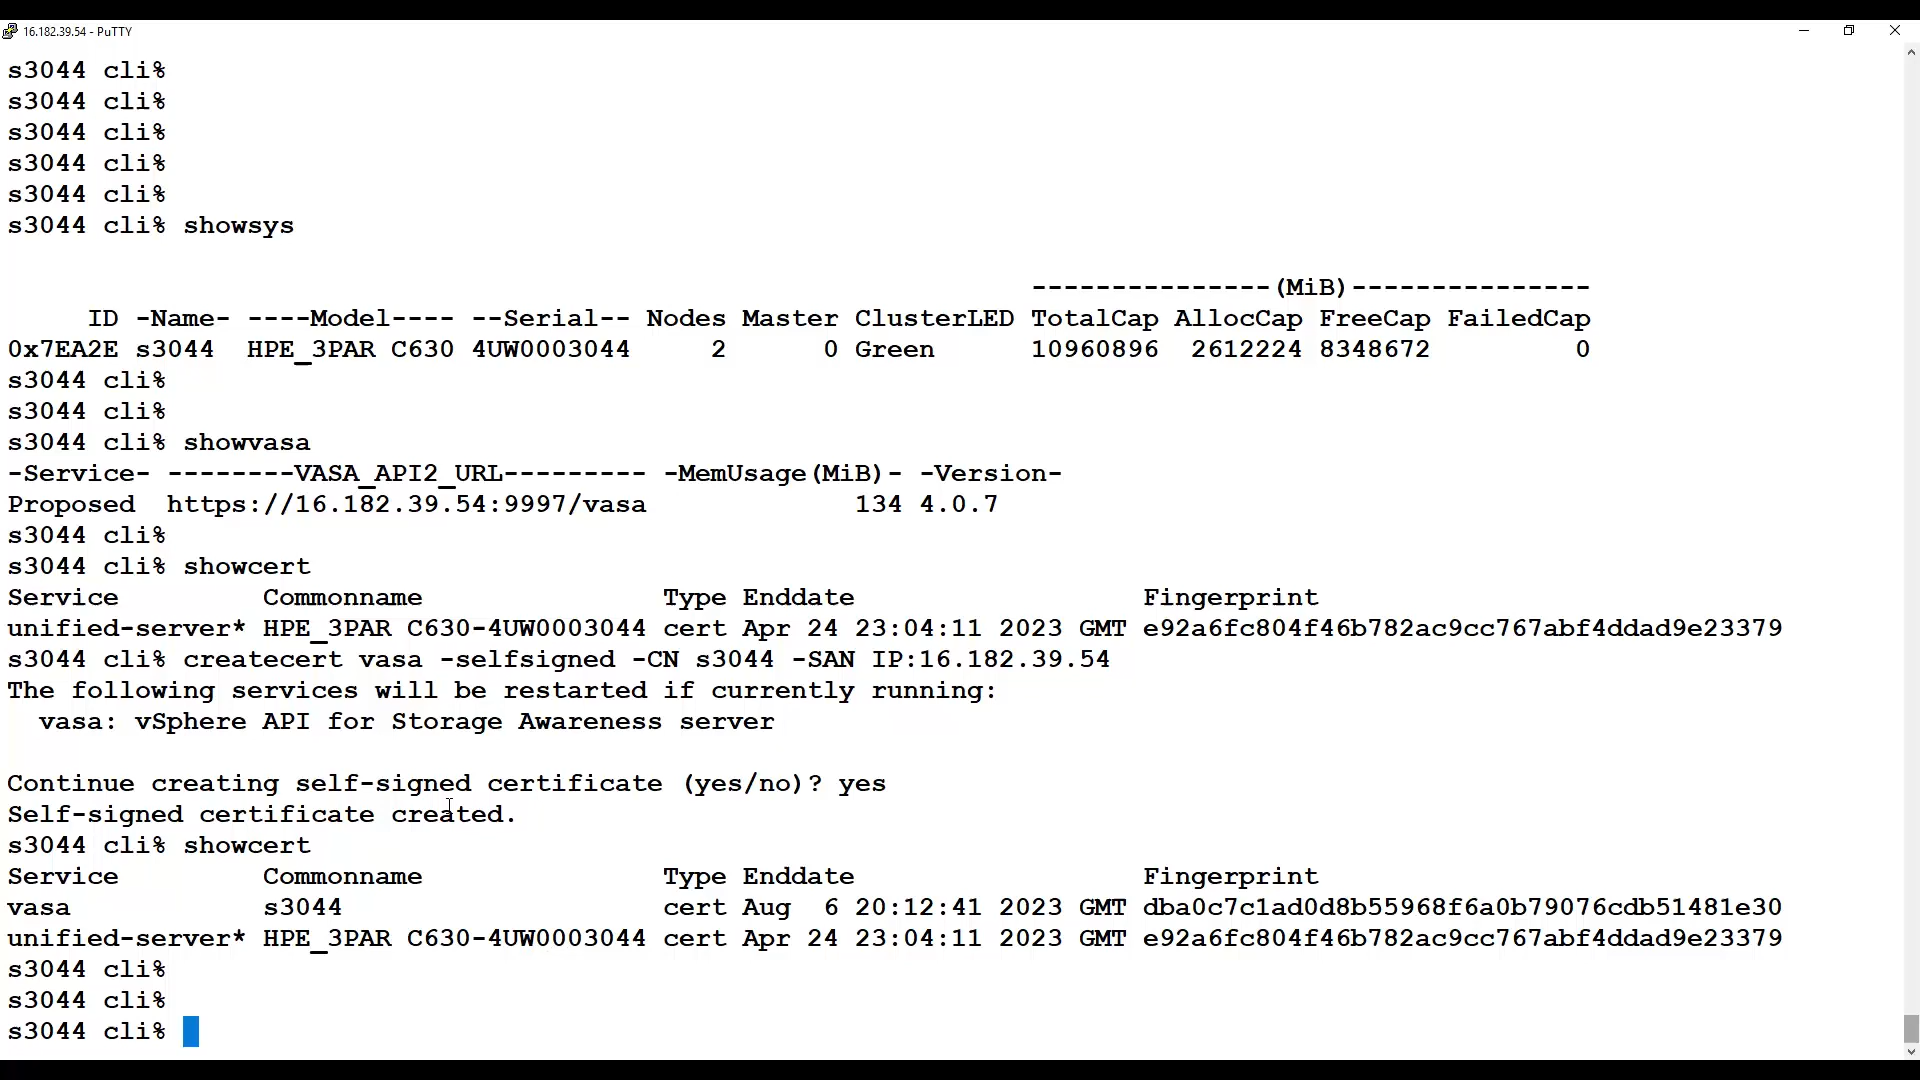 16.182.39.54 - PuTTY
s3044 cli%
s3044 cli%
s3044 cli%
s3044 cli%
s3044 cli%
s3044 cli% showsys
---------------(MiB)---------------
ID -Name- ----Model---- --Serial-- Nodes Master ClusterLED TotalCap AllocCap FreeCap FailedCap
0x7EA2E s3044 HPE_3PAR C630 4UW0003044 2 0 Green 10960896 2612224 8348672 0
s3044 cli%
s3044 cli%
s3044 cli% showvasa
-Service- --------VASA_API2_URL--------- -MemUsage(MiB)- -Version-
Proposed https://16.182.39.54:9997/vasa 134 4.0.7
s3044 cli%
s3044 cli% showcert
Service Commonname Type Enddate Fingerprint
unified-server* HPE_3PAR C630-4UW0003044 cert Apr 24 23:04:11 2023 GMT e92a6fc804f46b782ac9cc767abf4ddad9e23379
s3044 cli% createcert vasa -selfsigned -CN s3044 -SAN IP:16.182.39.54
The following services will be restarted if currently running:
vasa: vSphere API for Storage Awareness server
Continue creating self-signed certificate (yes/no)? yes
Self-signed certificate created.
s3044 cli% showcert
Service Commonname Type Enddate Fingerprint
vasa s3044 cert Aug 6 20:12:41 2023 GMT dba0c7c1ad0d8b55968f6a0b79076cdb51481e30
unified-server* HPE_3PAR C630-4UW0003044 cert Apr 24 23:04:11 2023 GMT e92a6fc804f46b782ac9cc767abf4ddad9e23379
s3044 cli%
s3044 cli%
s3044 cli%